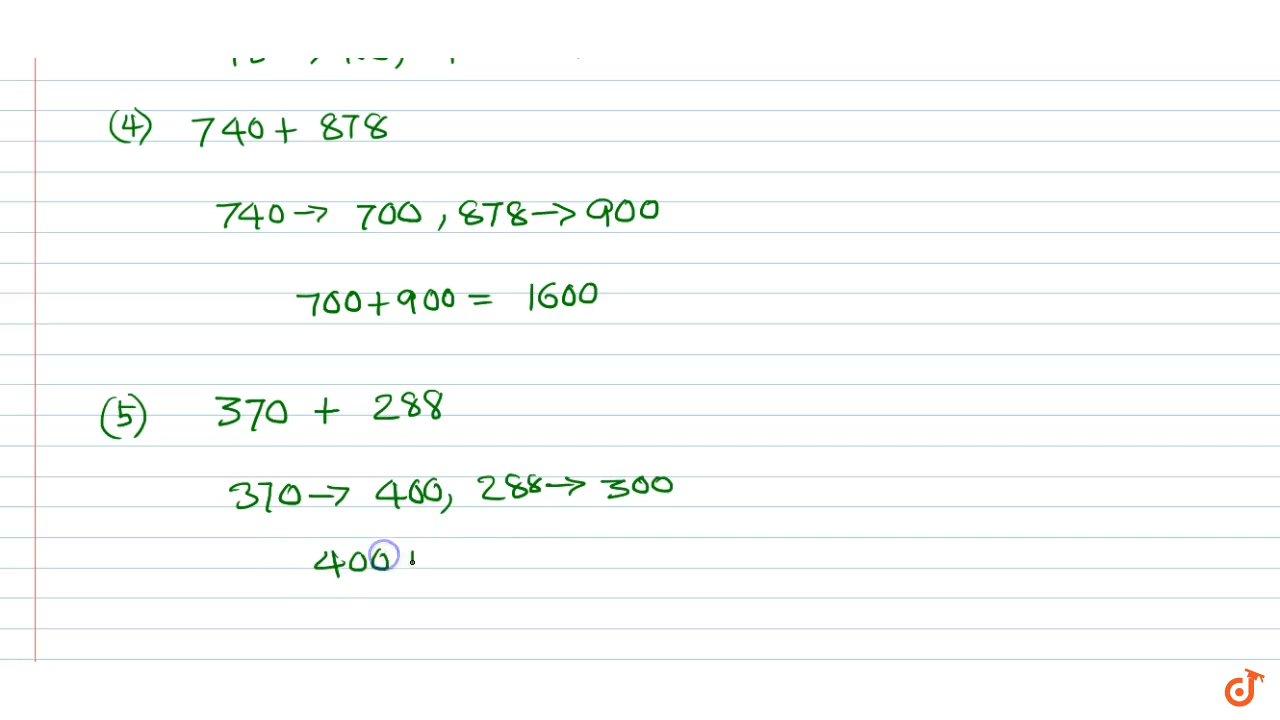 (4) 740 + 878
740 → 700 , 878 → 900
700 + 900 = 1600
(5) 370 + 288
370 → 400, 288 → 300
400